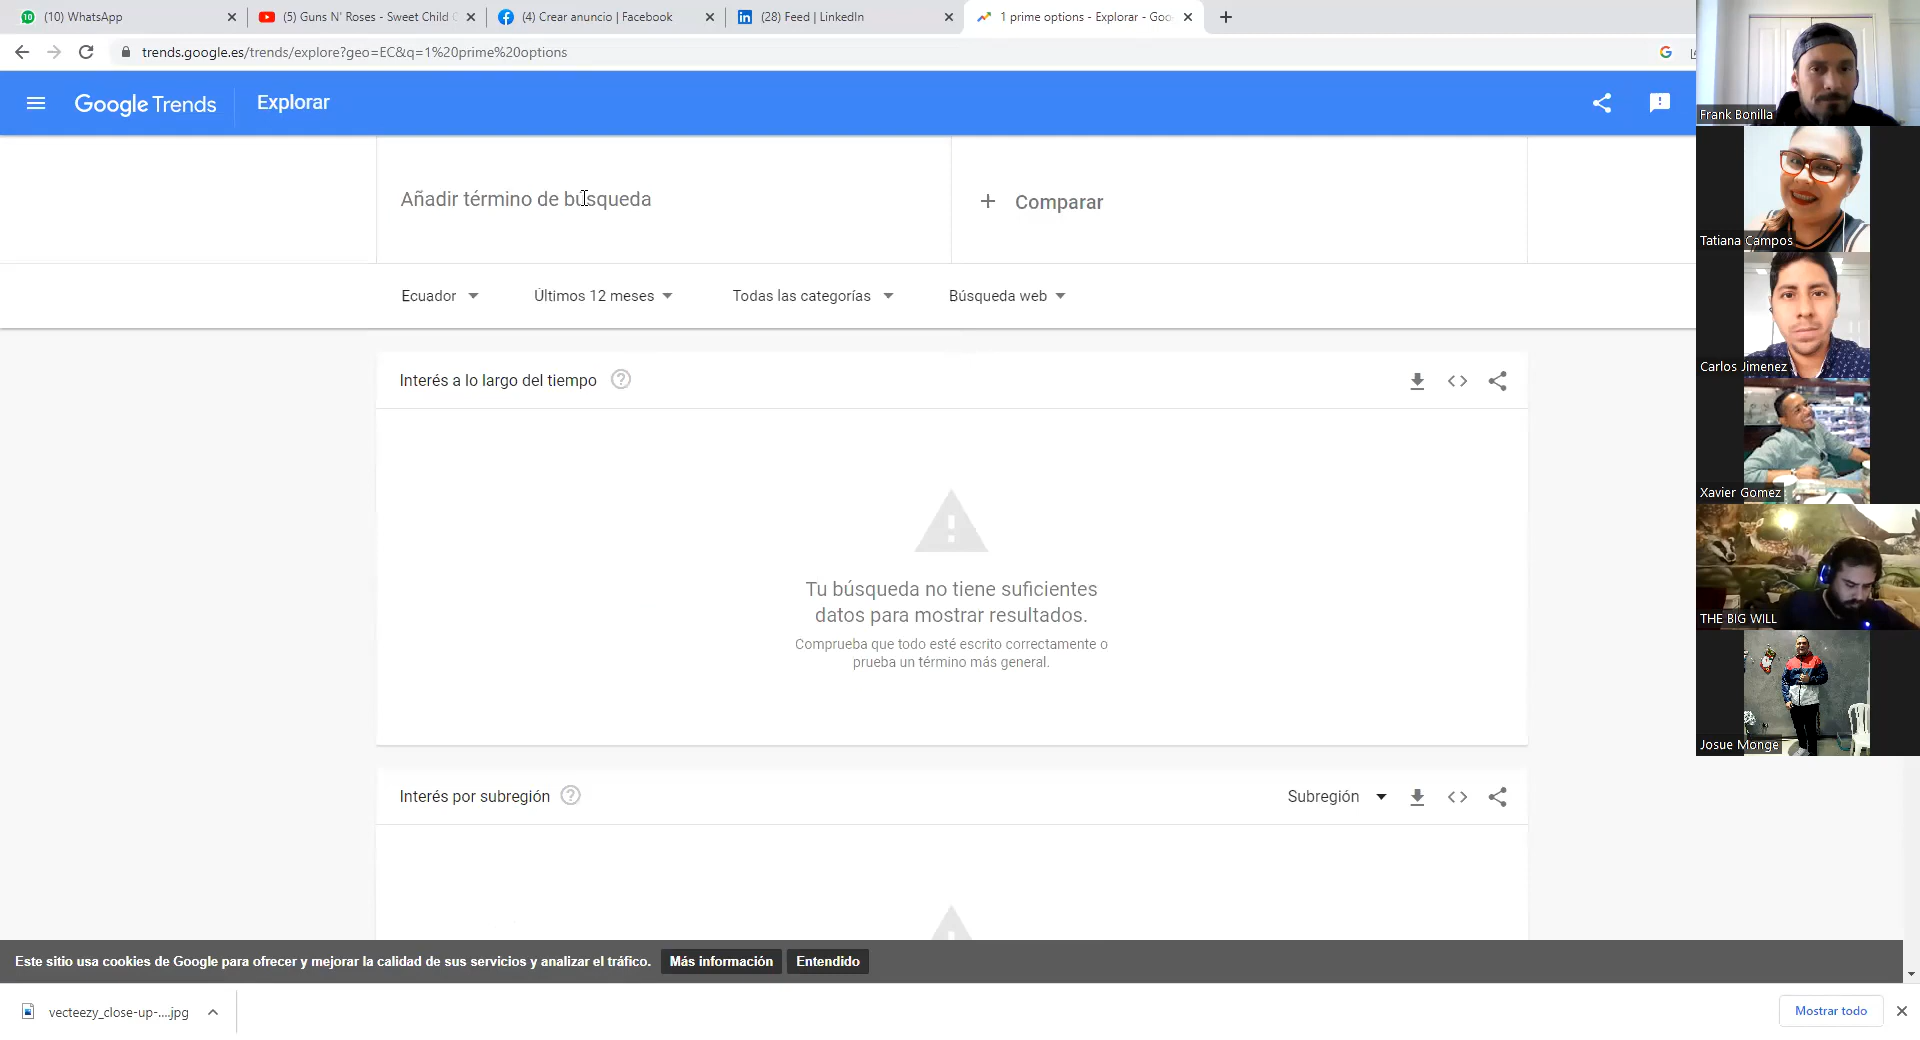 (10) WhatsApp
(5) Guns N' Roses - Sweet Child O
(4) Crear anuncio | Facebook
(28) Feed | LinkedIn
1 prime options - Explorar - Goo
trends.google.es/trends/explore?geo=EC&q=1%20prime%20options
Google Trends
Explorar
Añadir término de búsqueda
+ Comparar
Ecuador
Últimos 12 meses
Todas las categorías
Búsqueda web
Interés a lo largo del tiempo
Tu búsqueda no tiene suficientes
datos para mostrar resultados.
Comprueba que todo esté escrito correctamente o
prueba un término más general.
Interés por subregión
Subregión
Este sitio usa cookies de Google para ofrecer y mejorar la calidad de sus servicios y analizar el tráfico.
Más información
Entendido
vecteezy_close-up-....jpg
Mostrar todo
Frank Bonilla
Tatiana Campos
Carlos Jimenez
Xavier Gomez
THE BIG WILL
Josue Monge